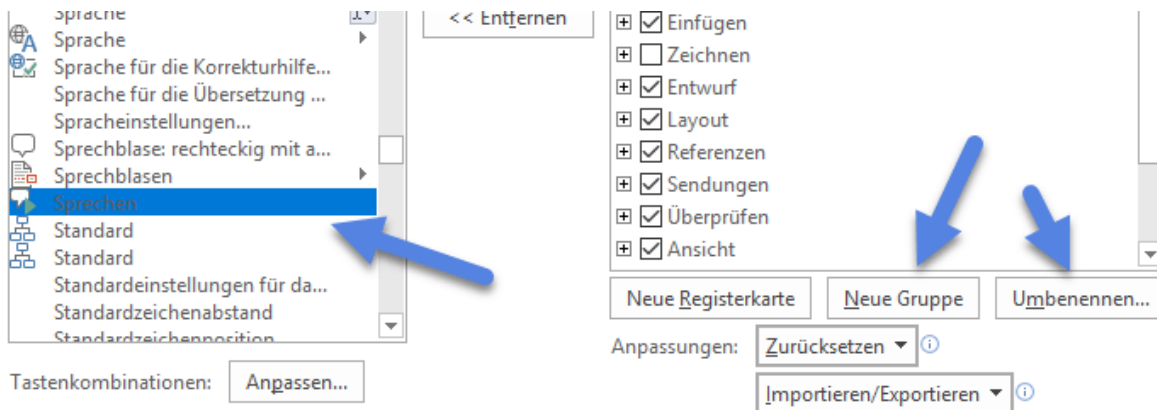 Sprache
Sprache
Sprache für die Korrekturhilfe...
Sprache für die Übersetzung ...
Spracheinstellungen...
Sprechblase: rechteckig mit a...
Sprechblasen
Sprechen
Standard
Standard
Standardeinstellungen für da...
Standardzeichenabstand
Standardzeichenposition
Tastenkombinationen: Anpassen...
<< Entfernen
Einfügen
Zeichnen
Entwurf
Layout
Referenzen
Sendungen
Überprüfen
Ansicht
Neue Registerkarte Neue Gruppe Umbenennen...
Anpassungen: Zurücksetzen
Importieren/Exportieren